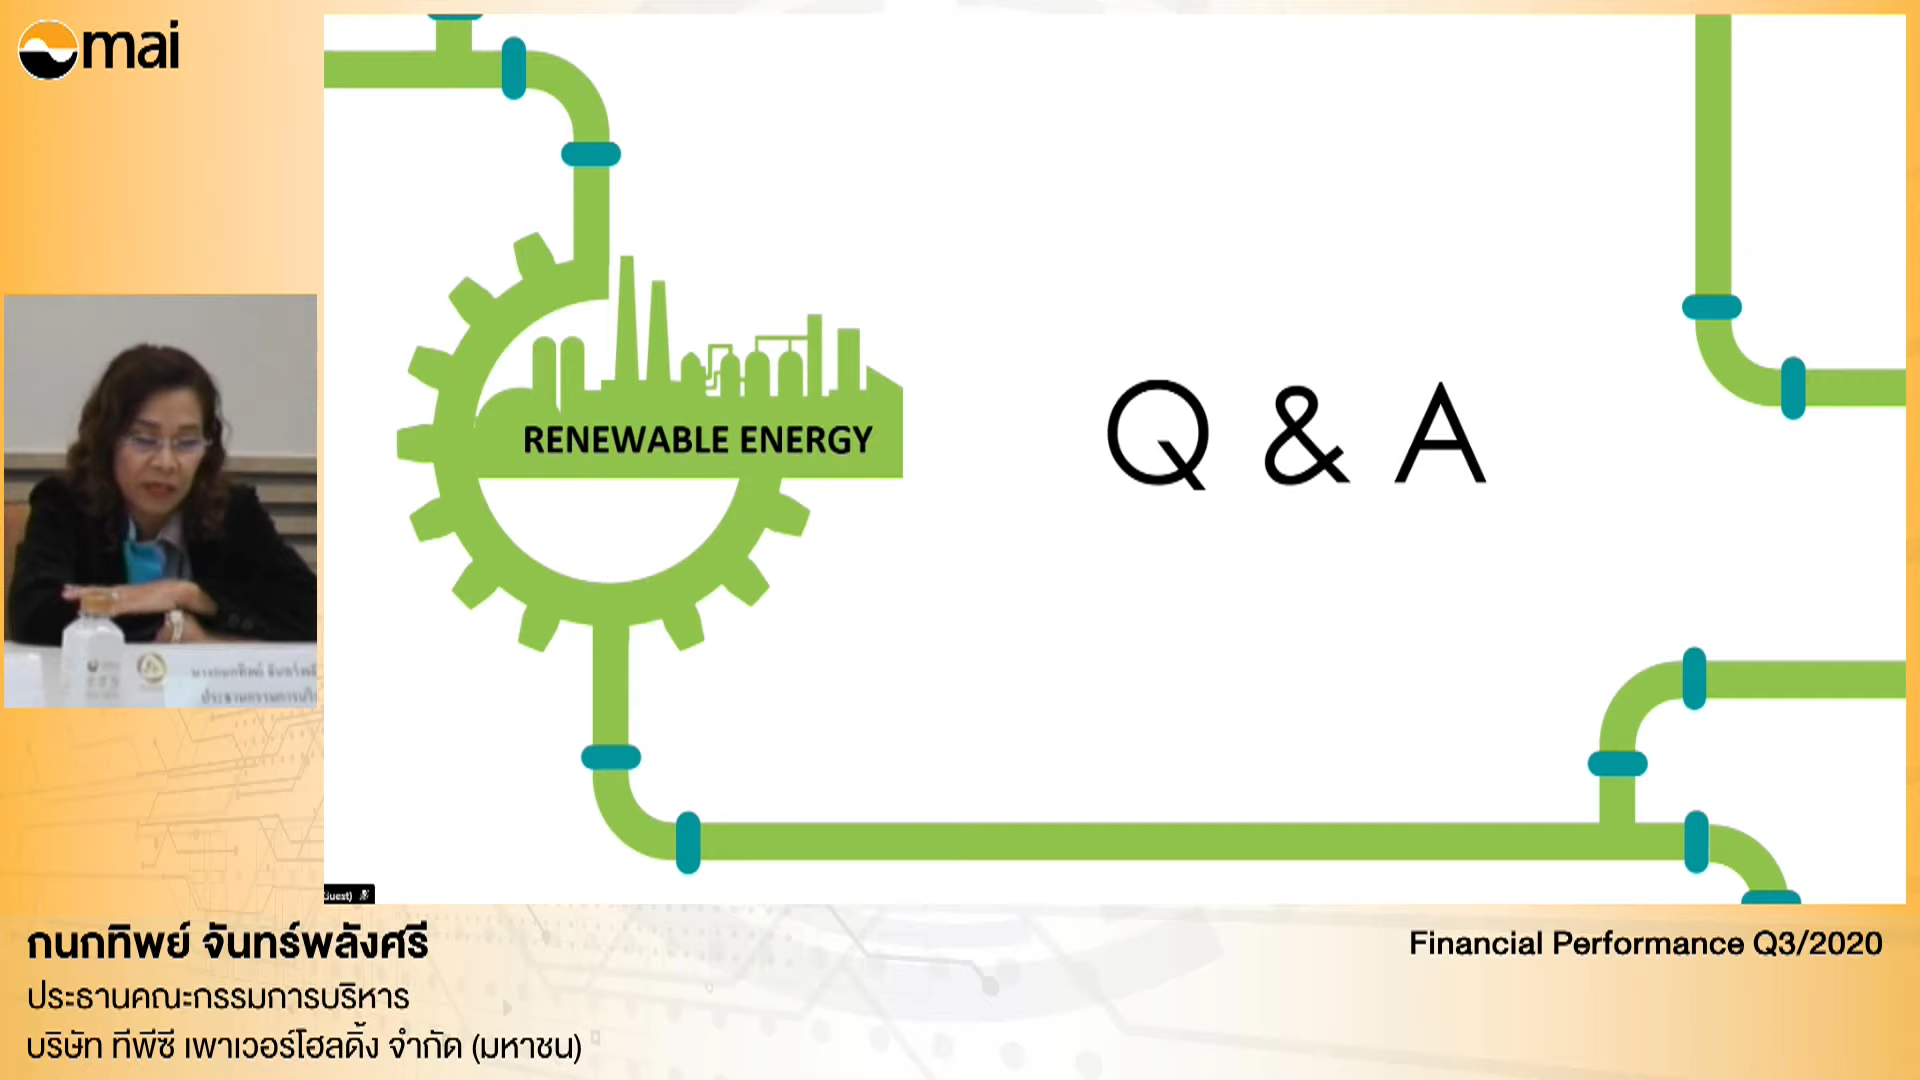 mai
RENEWABLE ENERGY
Q & A
Guest)
กนกทิพย์ จันทร์พลังศรี
ประธานคณะกรรมการบริหาร
บริษัท ทีพีซี เพาเวอร์โฮลดิ้ง จำกัด (มหาชน)
Financial Performance Q3/2020